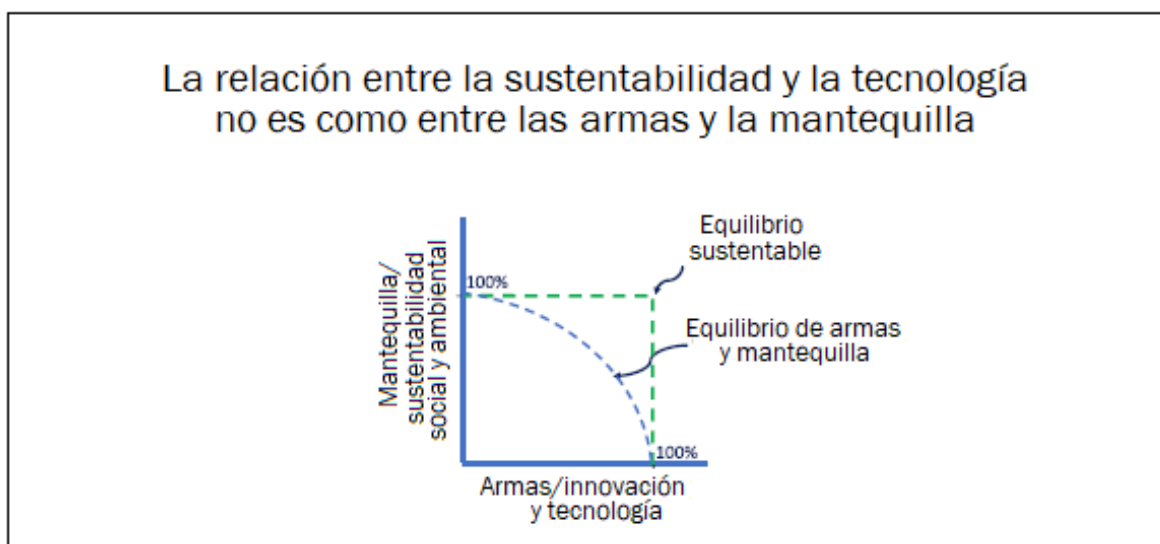 La relación entre la sustentabilidad y la tecnología
no es como entre las armas y la mantequilla
Equilibrio
sustentable
100%
Mantequilla/
sustentabilidad
social y ambiental
Equilibrio de armas
y mantequilla
100%
Armas/innovación
y tecnología